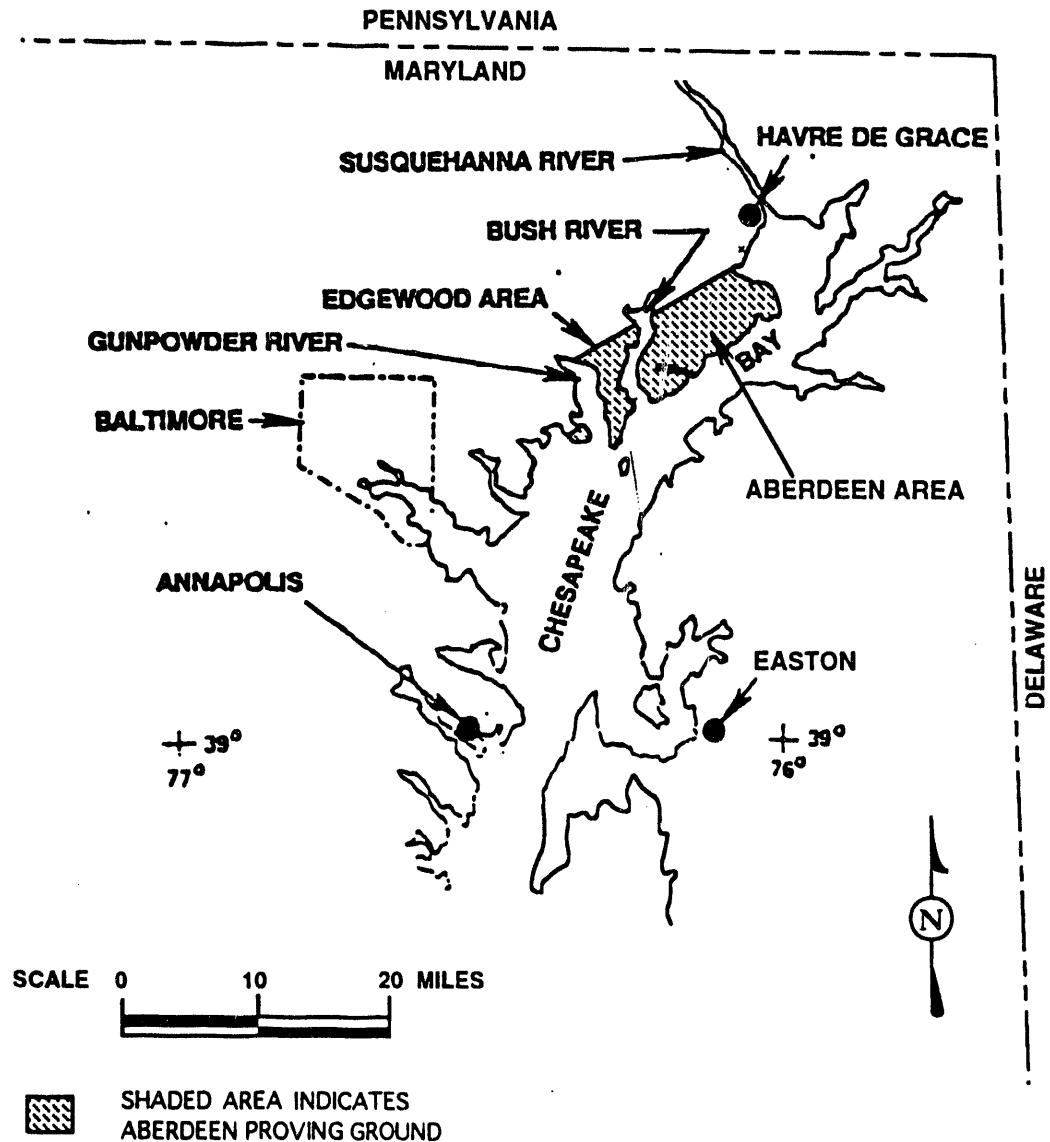 PENNSYLVANIA
MARYLAND
HAVRE DE GRACE
SUSQUEHANNA RIVER
BUSH RIVER
EDGEWOOD AREA
GUNPOWDER RIVER
BAY
BALTIMORE
ABERDEEN AREA
CHESAPEAKE
ANNAPOLIS
DELAWARE
EASTON
39°
77°
39°
76°
N
SCALE 0 10 20 MILES
SHADED AREA INDICATES
ABERDEEN PROVING GROUND